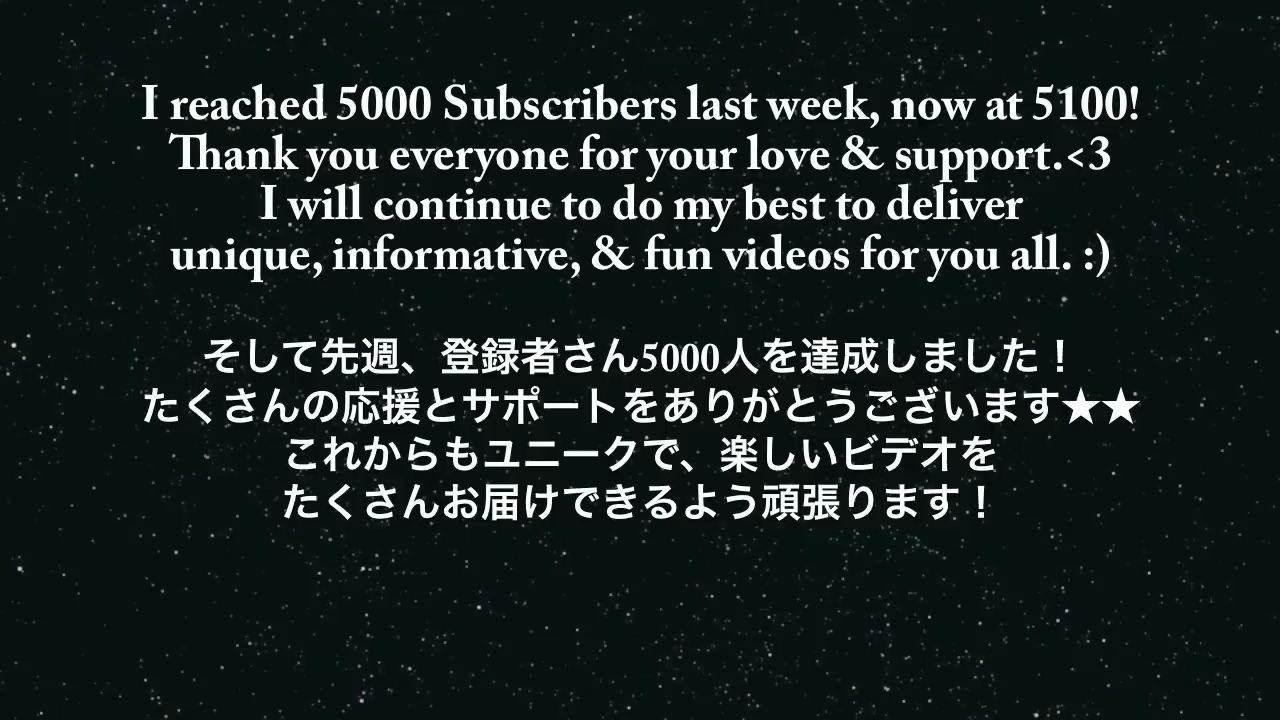 I reached 5000 Subscribers last week, now at 5100!
Thank you everyone for your love & support.<3
I will continue to do my best to deliver
unique, informative, & fun videos for you all. :)
そして先週、登録者さん5000人を達成しました！
たくさんの応援とサポートをありがとうございます★★
これからもユニークで、楽しいビデオを
たくさんお届けできるよう頑張ります！